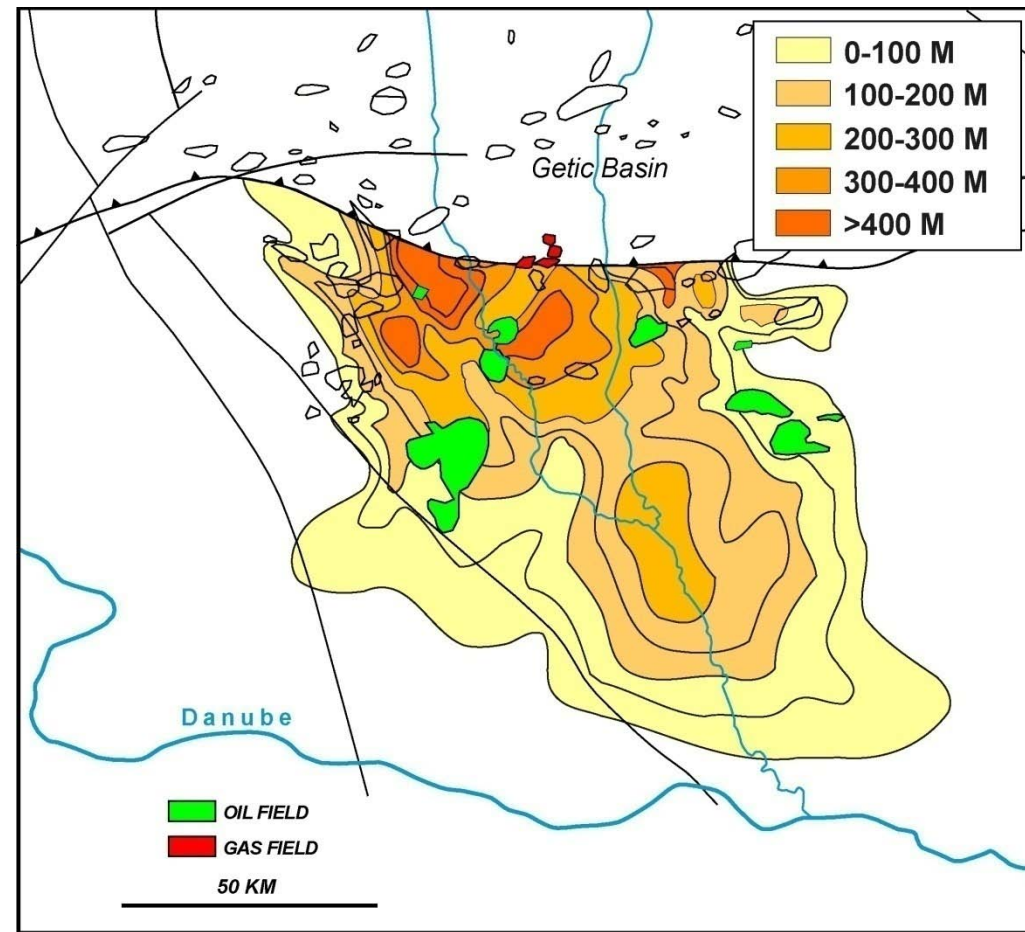 0-100 M
100-200 M
200-300 M
300-400 M
>400 M
Getic Basin
Danube
OIL FIELD
GAS FIELD
50 KM